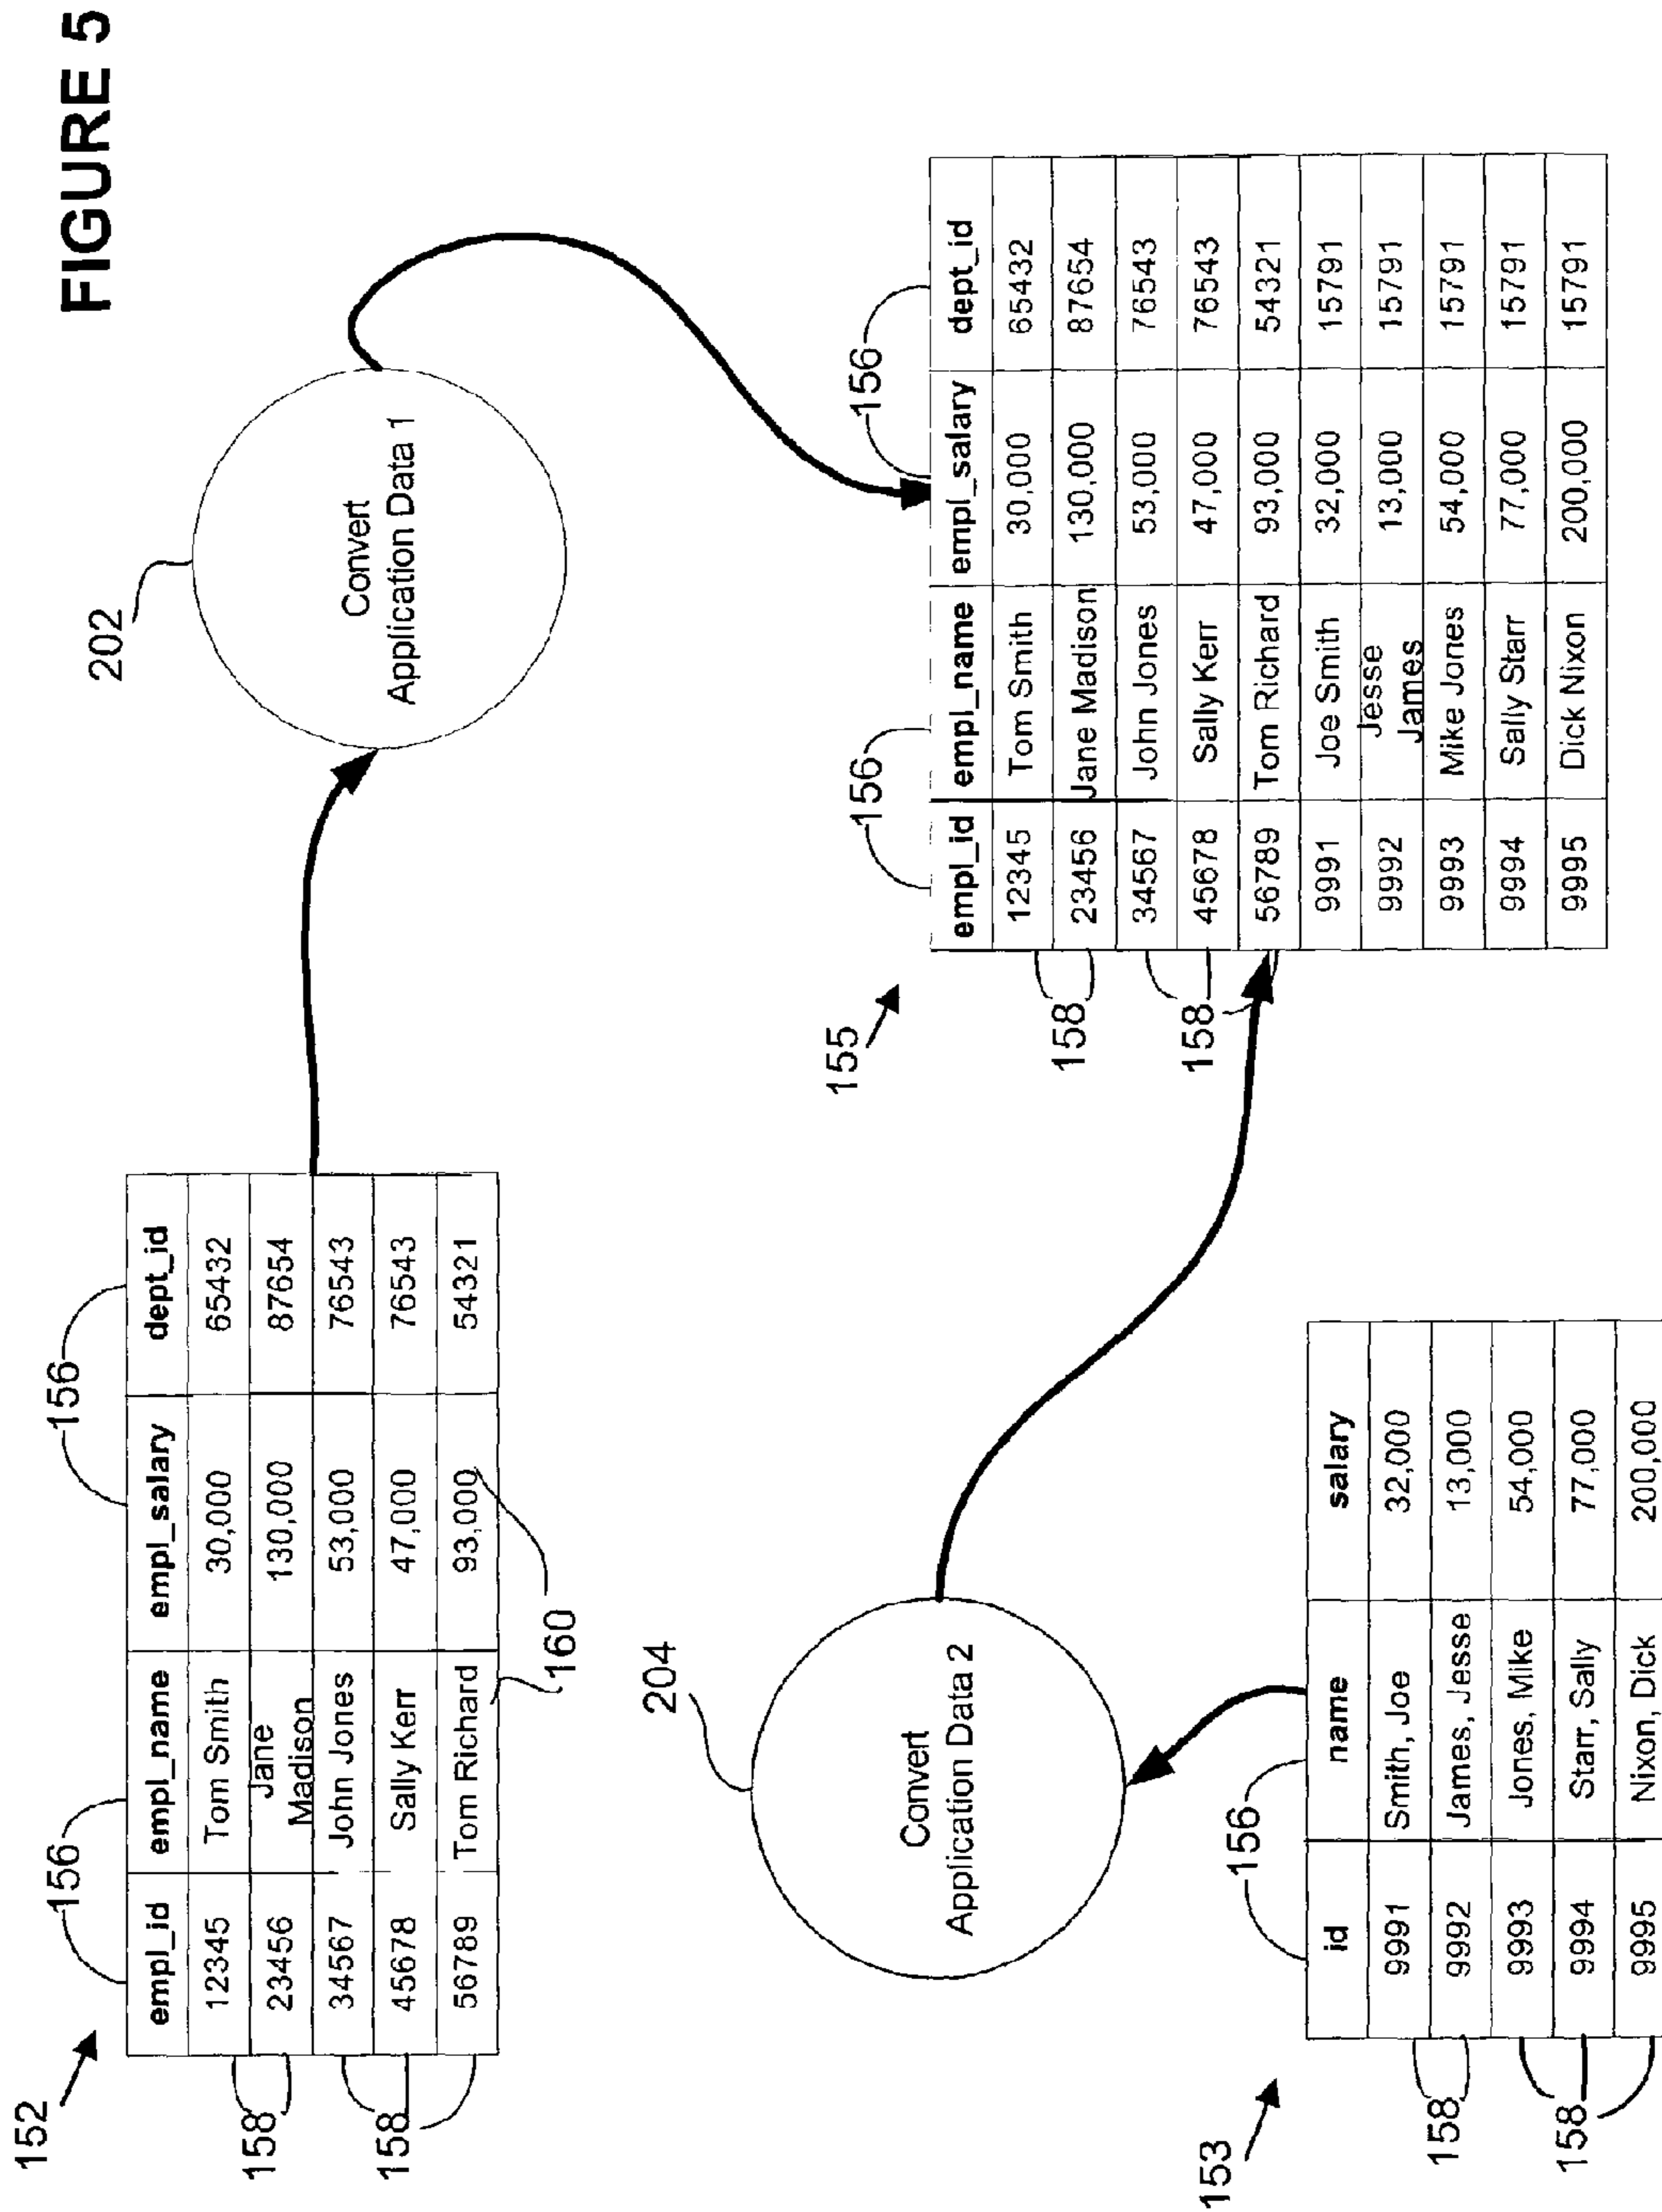 FIGURE 5
152
156
156
empl_id empl_name empl_salary dept_id
12345 Tom Smith 30,000 65432
23456 Jane Madison 130,000 87654
34567 John Jones 53,000 76543
45678 Sally Kerr 47,000 76543
56789 Tom Richard 93,000 54321
158
158
160
202
Convert
Application Data 1
204
Convert
Application Data 2
155
156
156
empl_id empl_name empl_salary dept_id
12345 Tom Smith 30,000 65432
23456 Jane Madison 130,000 87654
34567 John Jones 53,000 76543
45678 Sally Kerr 47,000 76543
56789 Tom Richard 93,000 54321
9991 Joe Smith 32,000 15791
9992 Jesse James 13,000 15791
9993 Mike Jones 54,000 15791
9994 Sally Starr 77,000 15791
9995 Dick Nixon 200,000 15791
158
158
153
156
id name salary
9991 Smith, Joe 32,000
9992 James, Jesse 13,000
9993 Jones, Mike 54,000
9994 Starr, Sally 77,000
9995 Nixon, Dick 200,000
158
158